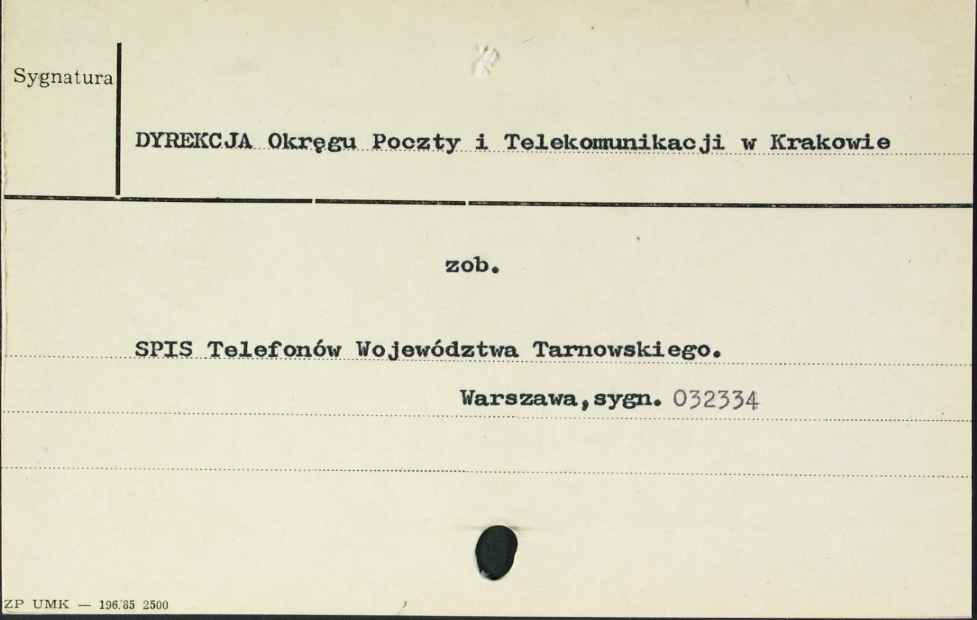 Sygnatura
DYREKCJA Okręgu Poczty i Telekomunikacji w Krakowie
zob.
SPIS Telefonów Województwa Tarnowskiego.
Warszawa,sygn. 032334
ZP UMK — 196/85 2500